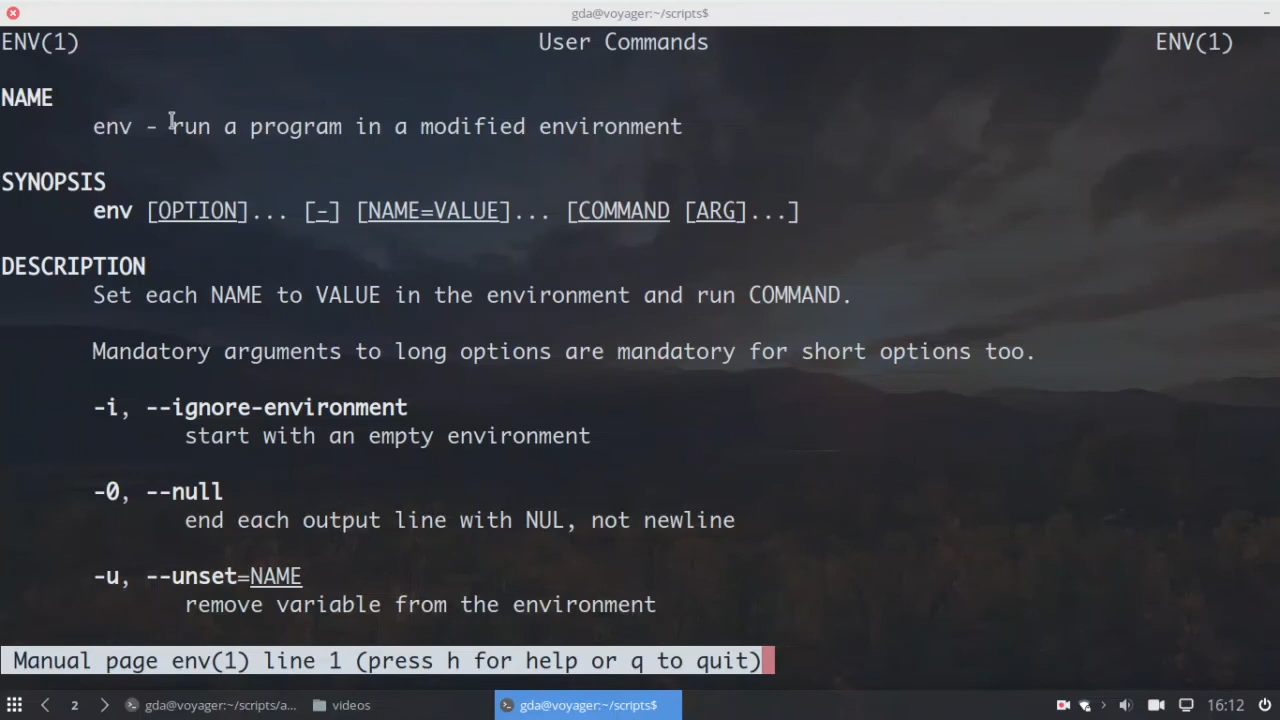 gda@voyager:~/scripts$
ENV(1) User Commands ENV(1)
NAME
env - run a program in a modified environment
SYNOPSIS
env [OPTION]... [-] [NAME=VALUE]... [COMMAND [ARG]...]
DESCRIPTION
Set each NAME to VALUE in the environment and run COMMAND.
Mandatory arguments to long options are mandatory for short options too.
-i, --ignore-environment
start with an empty environment
-0, --null
end each output line with NUL, not newline
-u, --unset=NAME
remove variable from the environment
Manual page env(1) line 1 (press h for help or q to quit)
2 gda@voyager:~/scripts/a... videos gda@voyager:~/scripts$ 16:12